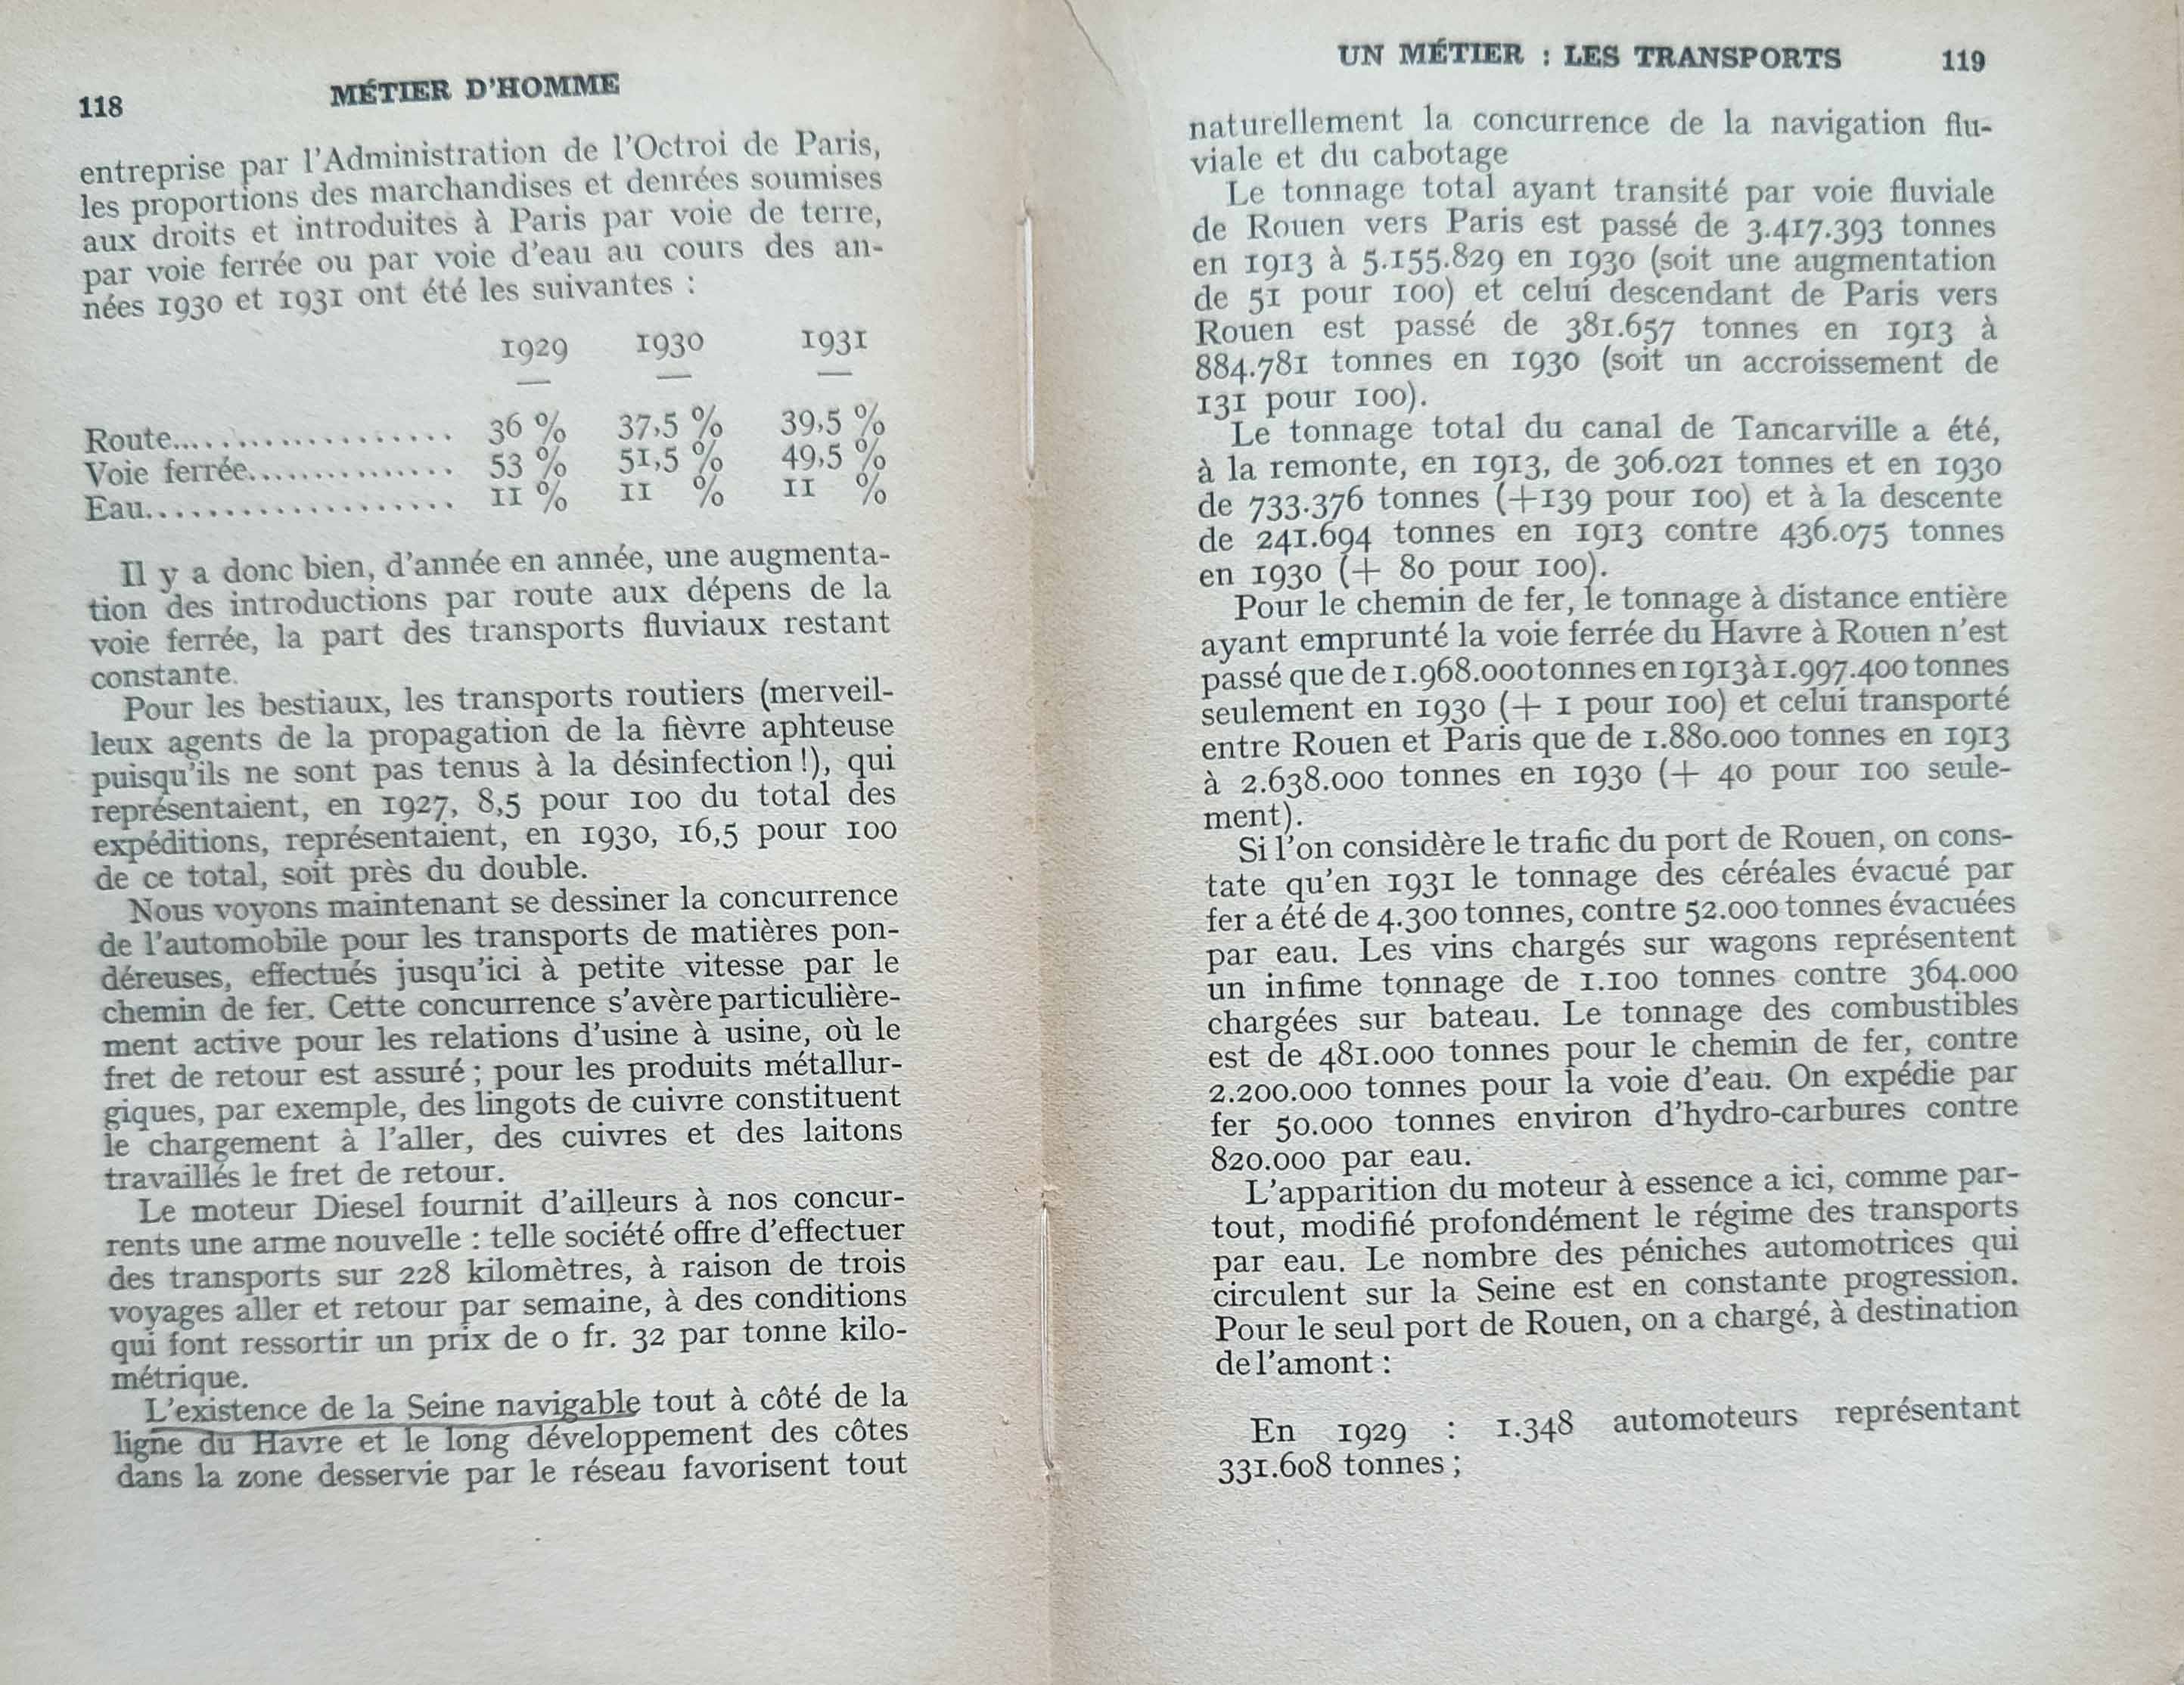 118
MÉTIER D'HOMME
entreprise par l'Administration de l'Octroi de Paris,
les proportions des marchandises et denrées soumises
aux droits et introduites à Paris par voie de terre,
par voie ferrée ou par voie d'eau au cours des an-
nées 1930 et 1931 ont été les suivantes :
1929 1930 1931
Route.................... 36 % 37,5 % 39,5 %
Voie ferrée.............. 53 % 51,5 % 49,5 %
Eau.................... 11 % 11 % 11 %
Il y a donc bien, d'année en année, une augmenta-
tion des introductions par route aux dépens de la
voie ferrée, la part des transports fluviaux restant
constante.
Pour les bestiaux, les transports routiers (merveil-
leux agents de la propagation de la fièvre aphteuse
puisqu'ils ne sont pas tenus à la désinfection !), qui
représentaient, en 1927, 8,5 pour 100 du total des
expéditions, représentaient, en 1930, 16,5 pour 100
de ce total, soit près du double.
Nous voyons maintenant se dessiner la concurrence
de l'automobile pour les transports de matières pon-
déreuses, effectués jusqu'ici à petite vitesse par le
chemin de fer. Cette concurrence s'avère particulière-
ment active pour les relations d'usine à usine, où le
fret de retour est assuré ; pour les produits métallur-
giques, par exemple, des lingots de cuivre constituent
le chargement à l'aller, des cuivres et des laitons
travaillés le fret de retour.
Le moteur Diesel fournit d'ailleurs à nos concur-
rents une arme nouvelle : telle société offre d'effectuer
des transports sur 228 kilomètres, à raison de trois
voyages aller et retour par semaine, à des conditions
qui font ressortir un prix de 0 fr. 32 par tonne kilo-
métrique.
L'existence de la Seine navigable tout à côté de la
ligne du Havre et le long développement des côtes
dans la zone desservie par le réseau favorisent tout
UN MÉTIER : LES TRANSPORTS 119
naturellement la concurrence de la navigation flu-
viale et du cabotage
Le tonnage total ayant transité par voie fluviale
de Rouen vers Paris est passé de 3.417.393 tonnes
en 1913 à 5.155.829 en 1930 (soit une augmentation
de 51 pour 100) et celui descendant de Paris vers
Rouen est passé de 381.657 tonnes en 1913 à
884.781 tonnes en 1930 (soit un accroissement de
131 pour 100).
Le tonnage total du canal de Tancarville a été,
à la remonte, en 1913, de 306.021 tonnes et en 1930
de 733.376 tonnes (+139 pour 100) et à la descente
de 241.694 tonnes en 1913 contre 436.075 tonnes
en 1930 (+ 80 pour 100).
Pour le chemin de fer, le tonnage à distance entière
ayant emprunté la voie ferrée du Havre à Rouen n'est
passé que de 1.968.000 tonnes en 1913 à 1.997.400 tonnes
seulement en 1930 (+ 1 pour 100) et celui transporté
entre Rouen et Paris que de 1.880.000 tonnes en 1913
à 2.638.000 tonnes en 1930 (+ 40 pour 100 seule-
ment).
Si l'on considère le trafic du port de Rouen, on cons-
tate qu'en 1931 le tonnage des céréales évacué par
fer a été de 4.300 tonnes, contre 52.000 tonnes évacuées
par eau. Les vins chargés sur wagons représentent
un infime tonnage de 1.100 tonnes contre 364.000
chargées sur bateau. Le tonnage des combustibles
est de 481.000 tonnes pour le chemin de fer, contre
2.200.000 tonnes pour la voie d'eau. On expédie par
fer 50.000 tonnes environ d'hydro-carbures contre
820.000 par eau.
L'apparition du moteur à essence a ici, comme par-
tout, modifié profondément le régime des transports
par eau. Le nombre des péniches automotrices qui
circulent sur la Seine est en constante progression.
Pour le seul port de Rouen, on a chargé, à destination
de l'amont :
En 1929 : 1.348 automoteurs représentant
331.608 tonnes ;